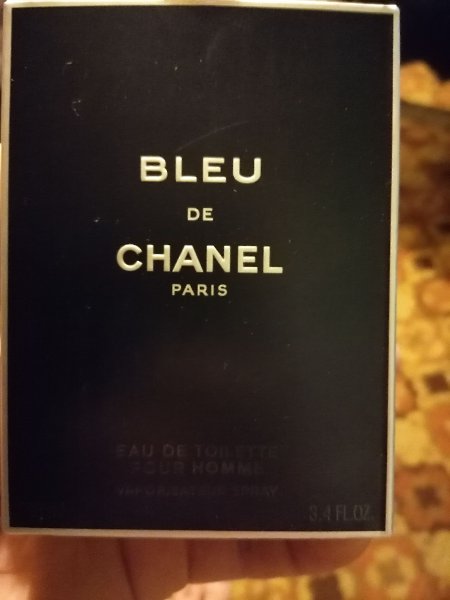 BLEU
DE
CHANEL
PARIS
EAU DE TOILETTE
POUR HOMME
VAPORISATEUR SPRAY
3.4 FL.OZ.